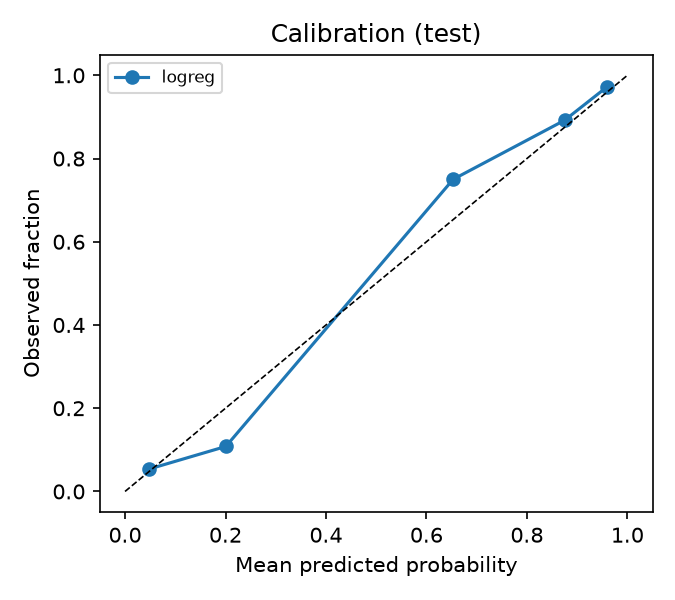 Calibration (test)
logreg
1.0
0.8
0.6
0.4
0.2
0.0
Observed fraction
0.0 0.2 0.4 0.6 0.8 1.0
Mean predicted probability